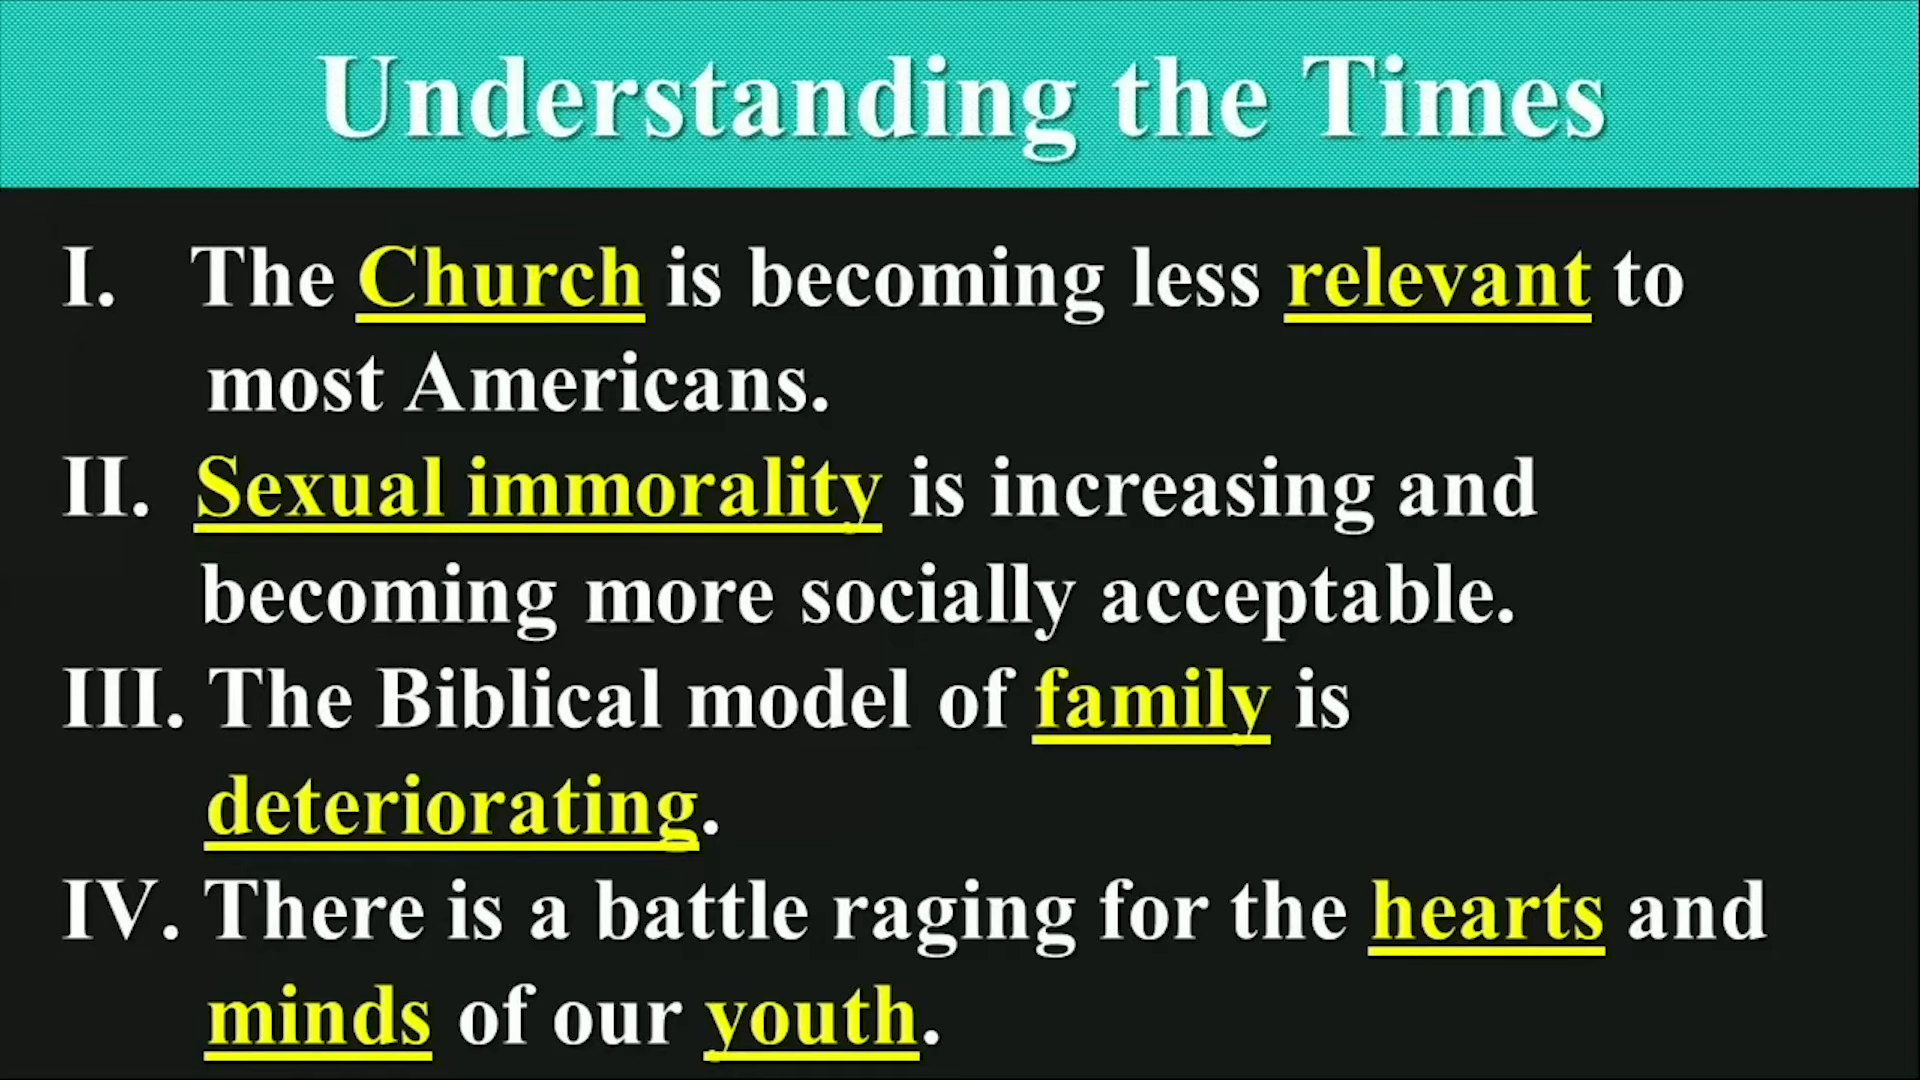 Understanding the Times
I. The Church is becoming less relevant to
most Americans.
II. Sexual immorality is increasing and
becoming more socially acceptable.
III. The Biblical model of family is
deteriorating.
IV. There is a battle raging for the hearts and
minds of our youth.